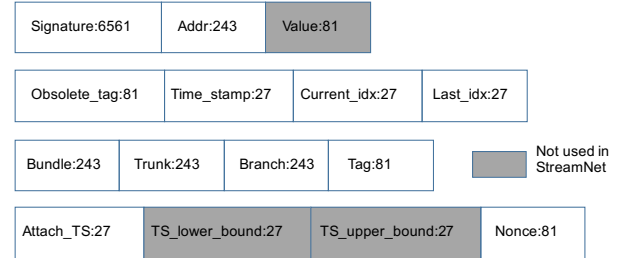 Signature:6561 Addr:243 Value:81
Obsolete_tag:81 Time_stamp:27 Current_idx:27 Last_idx:27
Bundle:243 Trunk:243 Branch:243 Tag:81
Not used in
StreamNet
Attach_TS:27 TS_lower_bound:27 TS_upper_bound:27 Nonce:81